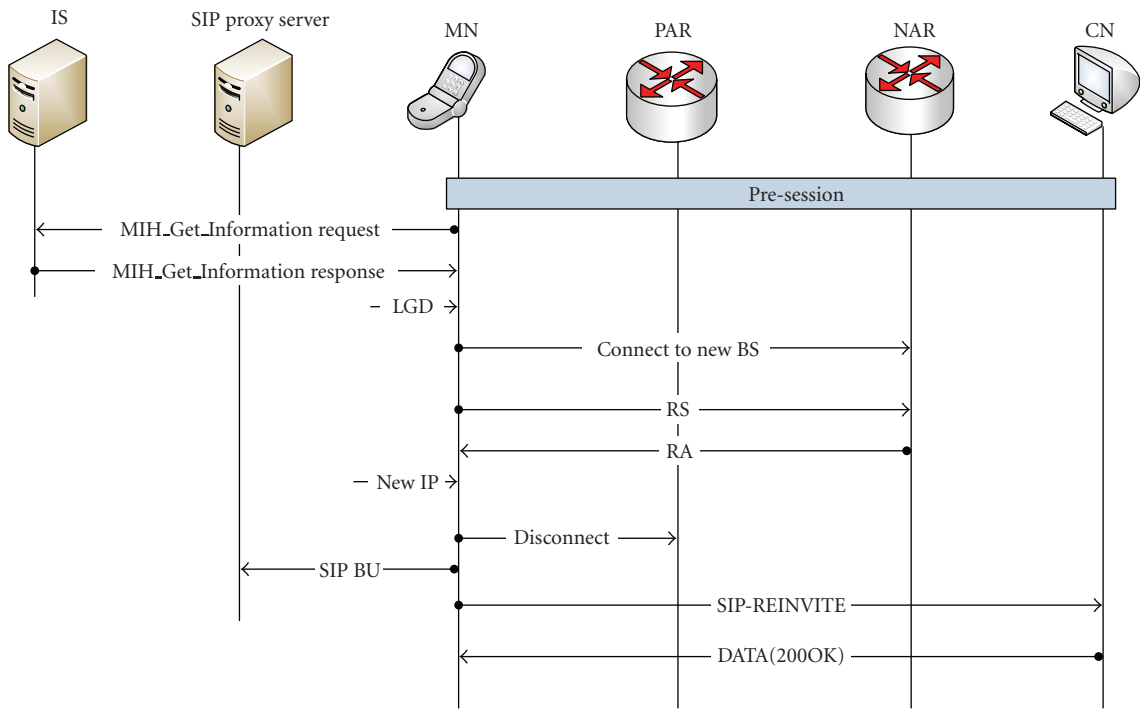 IS
SIP proxy server
MN
PAR
NAR
CN
Pre-session
MIH_Get_Information request
MIH_Get_Information response
LGD
Connect to new BS
RS
RA
New IP
Disconnect
SIP BU
SIP-REINVITE
DATA(200OK)